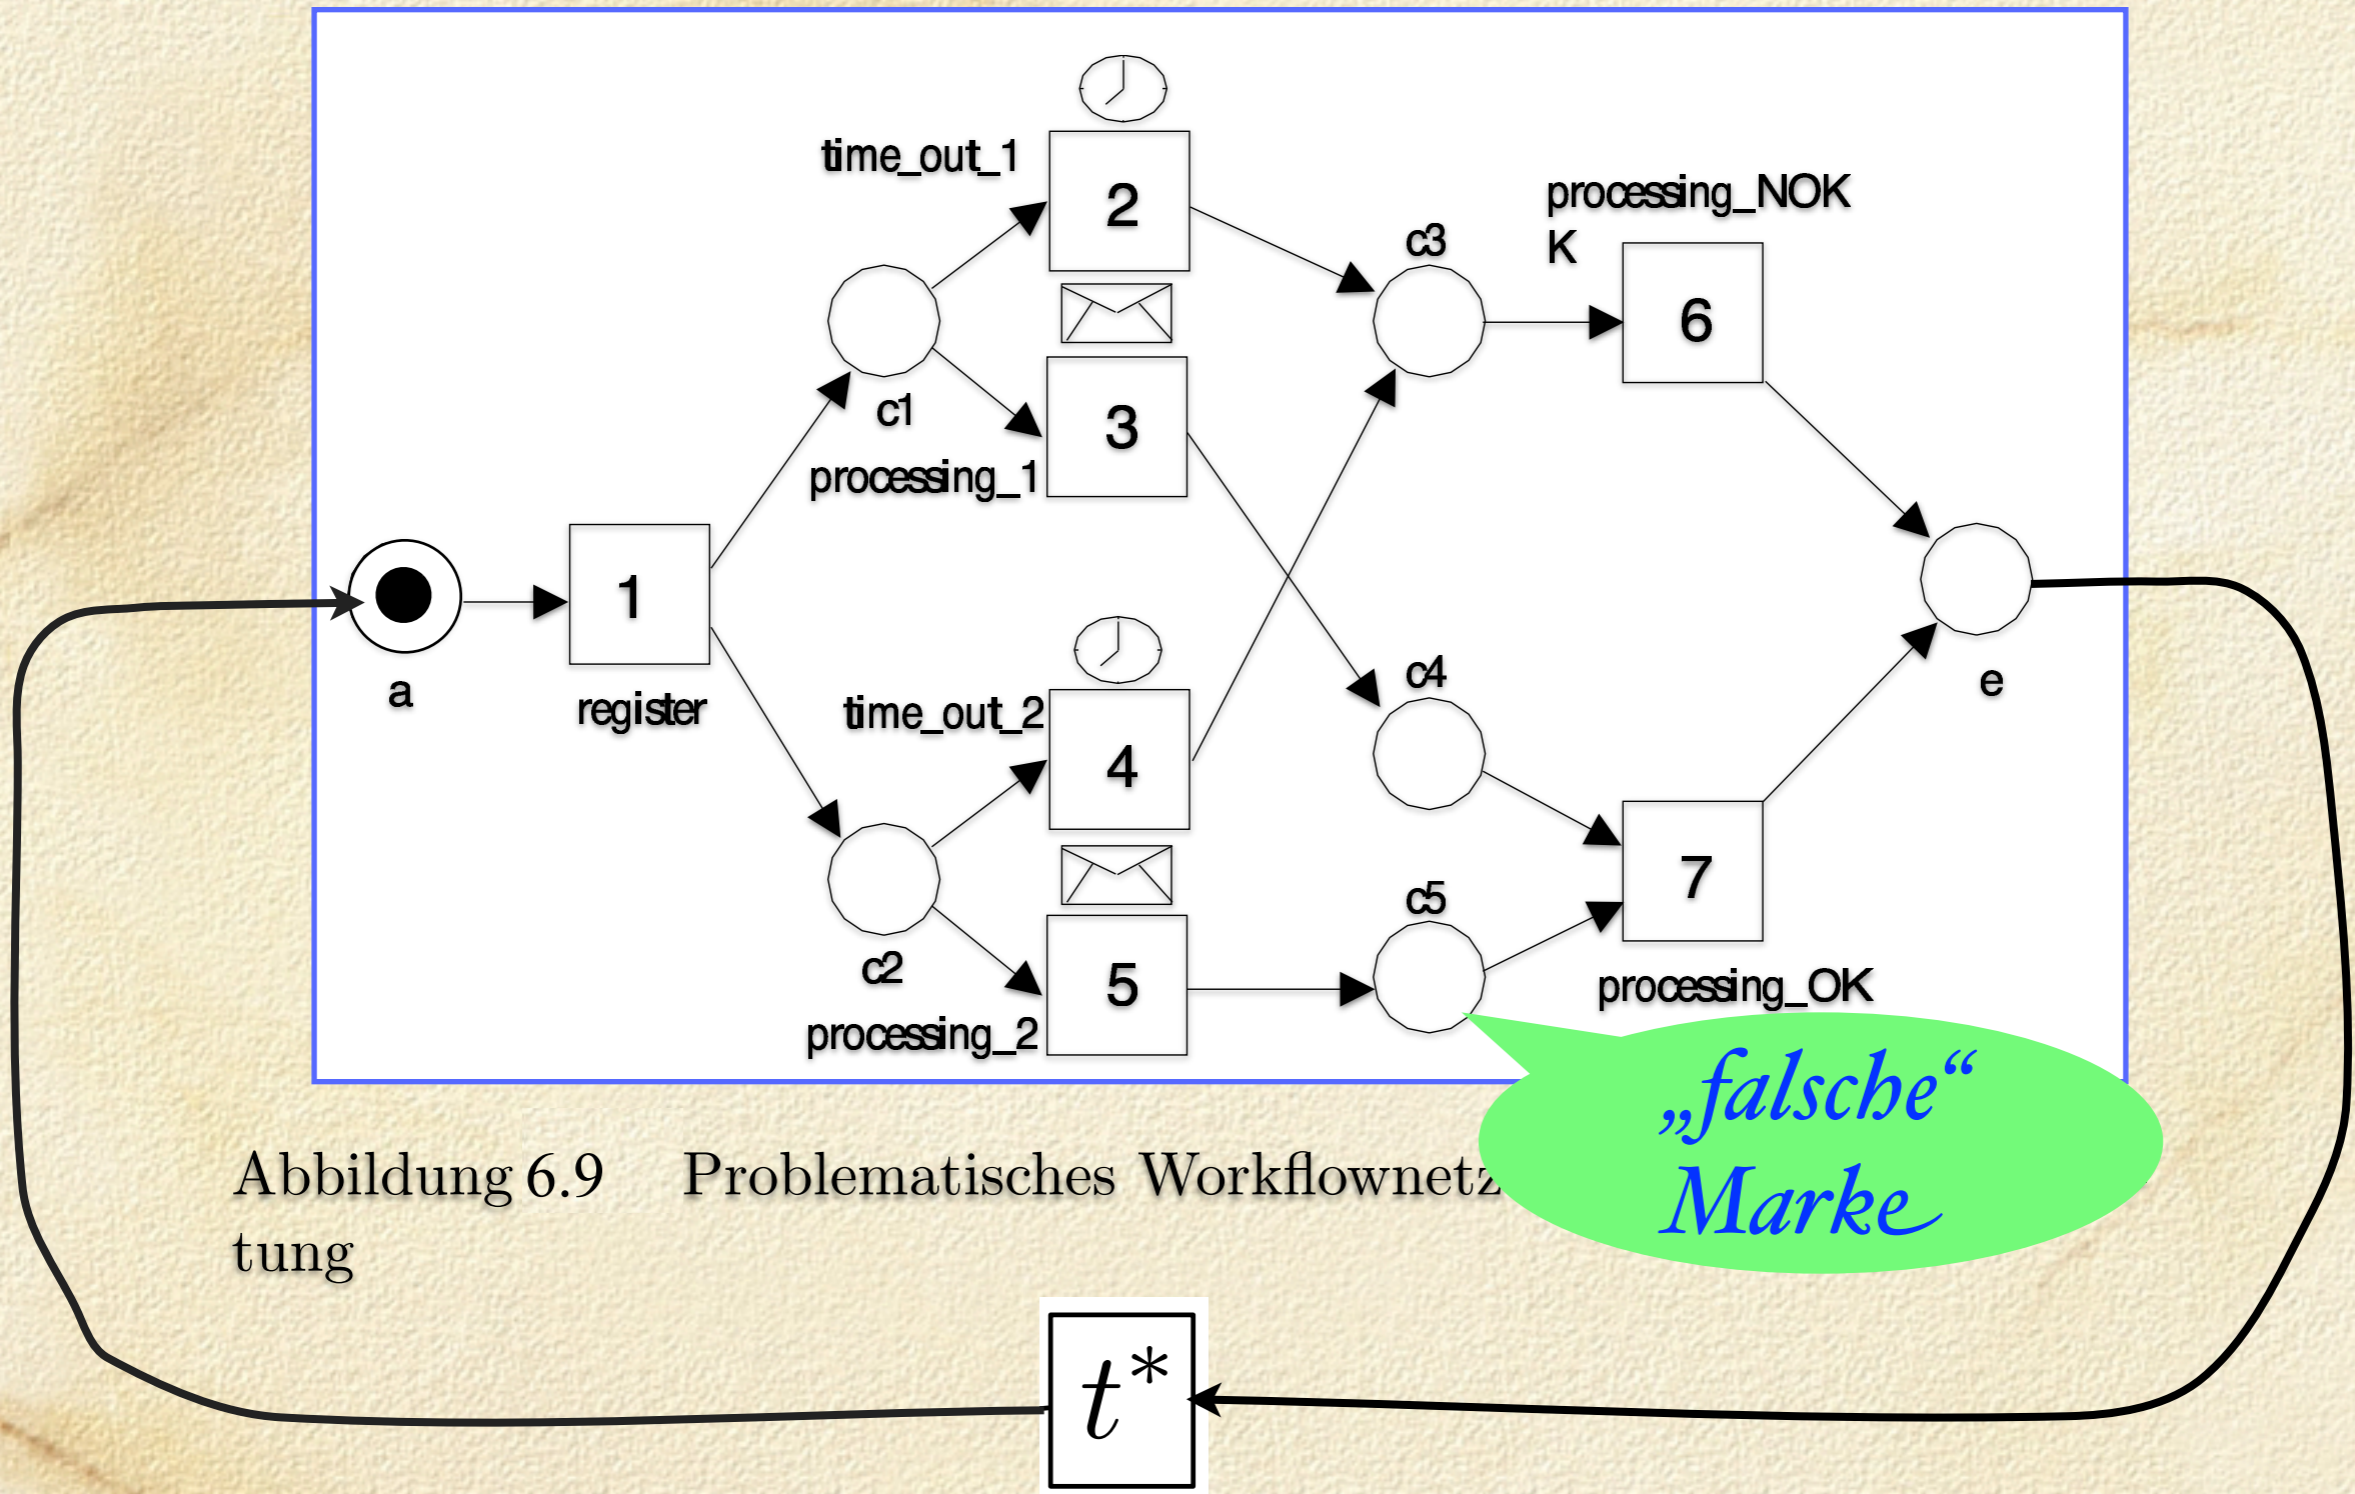 time_out_1
2
processing_NOK
K
c3
6
c1
3
processing_1
1
a
register
time_out_2
4
c4
e
7
c2
5
c5
processing_2
processing_OK
„falsche“
Marke
Abbildung 6.9 Problematisches Workflownetz
tung
t*